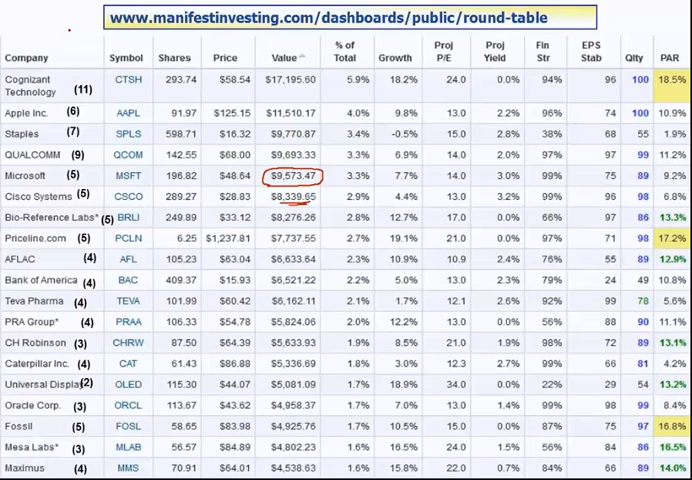 www.manifestinvesting.com/dashboards/public/round-table
Company Symbol Shares Price Value % of Total Growth Proj P/E Proj Yield Fin Str EPS Stab Qlty PAR
Cognizant Technology (11) CTSH 293.74 $58.54 $17,195.60 5.9% 18.2% 24.0 0.0% 94% 96 100 18.5%
Apple Inc. (6) AAPL 91.97 $125.15 $11,510.17 4.0% 9.8% 13.0 2.2% 96% 74 100 10.9%
Staples (7) SPLS 598.71 $16.32 $9,770.87 3.4% -0.5% 15.0 2.8% 38% 68 55 1.9%
QUALCOMM (9) QCOM 142.55 $68.00 693.33 3.3% 6.9% 14.0 2.0% 97% 97 99 11.2%
Microsoft (5) MSFT 196.82 $48.64 $9,573.47 3.3% 7.7% 14.0 3.0% 99% 75 89 9.2%
Cisco Systems (5) CSCO 289.27 $28.83 $8,339.65 2.9% 4.4% 13.0 3.2% 99% 96 98 6.8%
Bio-Reference Labs* (5) BRLI 249.89 $33.12 $8,276.26 2.8% 12.7% 17.0 0.0% 66% 97 86 13.3%
Priceline.com (5) PCLN 6.25 $1,237.81 $7,737.55 2.7% 19.1% 21.0 0.0% 97% 71 98 17.2%
AFLAC (4) AFL 105.23 $63.04 $6,633.64 2.3% 10.9% 10.9 2.4% 76% 55 89 12.9%
Bank of America (4) BAC 409.37 $15.93 $6,521.22 2.2% 5.0% 13.0 2.3% 79% 24 49 10.8%
Teva Pharma (4) TEVA 101.99 $60.42 $6,162.11 2.1% 1.7% 12.1 2.6% 92% 99 78 5.6%
PRA Group* (4) PRAA 106.33 $54.78 $5,824.06 2.0% 12.2% 13.0 0.0% 56% 88 90 11.1%
CH Robinson (3) CHRW 87.50 $64.39 $5,633.93 1.9% 8.5% 21.0 1.9% 98% 72 89 13.1%
Caterpillar Inc. (4) CAT 61.43 $86.88 $5,336.69 1.8% 3.0% 12.3 2.7% 99% 66 81 4.2%
Universal Display (2) OLED 115.30 $44.07 $5,081.09 1.7% 18.9% 34.0 0.0% 22% 29 54 13.2%
Oracle Corp. (3) ORCL 113.67 $43.62 $4,958.37 1.7% 7.0% 13.0 1.4% 99% 98 99 8.4%
Fossil (5) FOSL 58.65 $83.98 $4,925.76 1.7% 10.5% 15.0 0.0% 87% 75 97 16.8%
Mesa Labs* (3) MLAB 56.57 $84.89 $4,802.23 1.6% 16.5% 24.0 1.5% 56% 84 86 16.5%
Maximus (4) MMS 70.91 $64.01 $4,538.63 1.6% 15.8% 22.0 0.7% 84% 66 89 14.0%